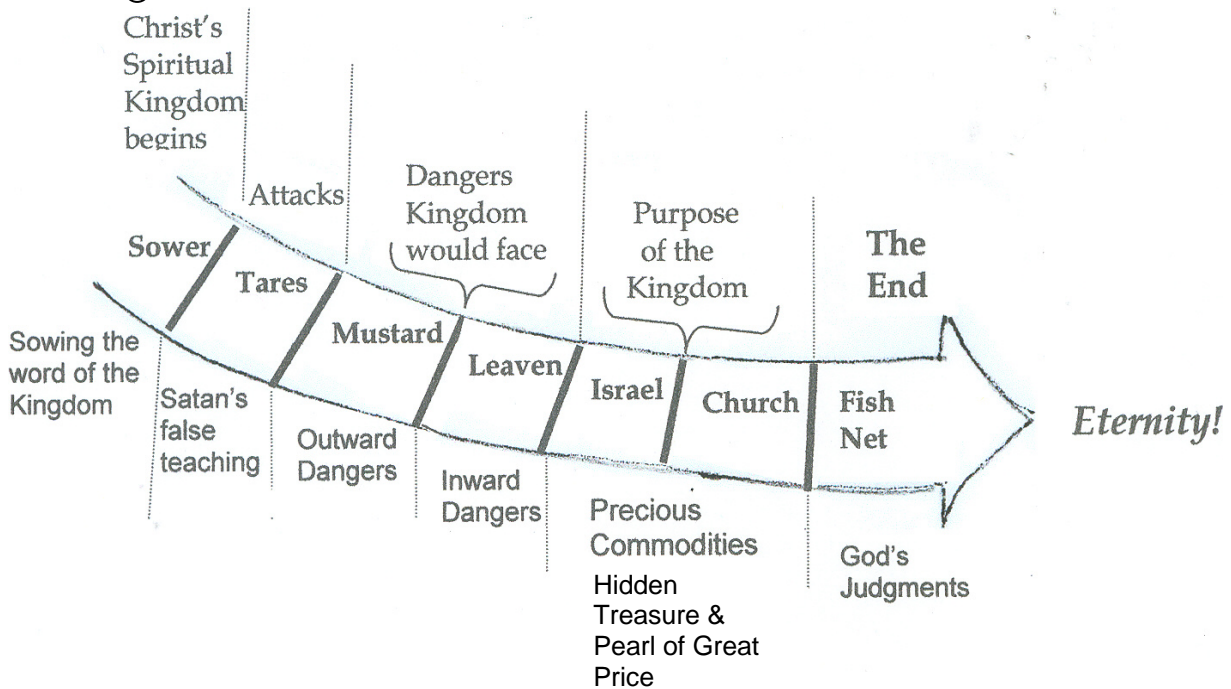 Christ's
Spiritual
Kingdom
begins
Attacks
Dangers
Kingdom
would face
Purpose
of the
Kingdom
The
End
Sower
Tares
Mustard
Leaven
Israel
Church
Fish
Net
Eternity!
Sowing the
word of the
Kingdom
Satan's
false
teaching
Outward
Dangers
Inward
Dangers
Precious
Commodities
Hidden
Treasure &
Pearl of Great
Price
God's
Judgments